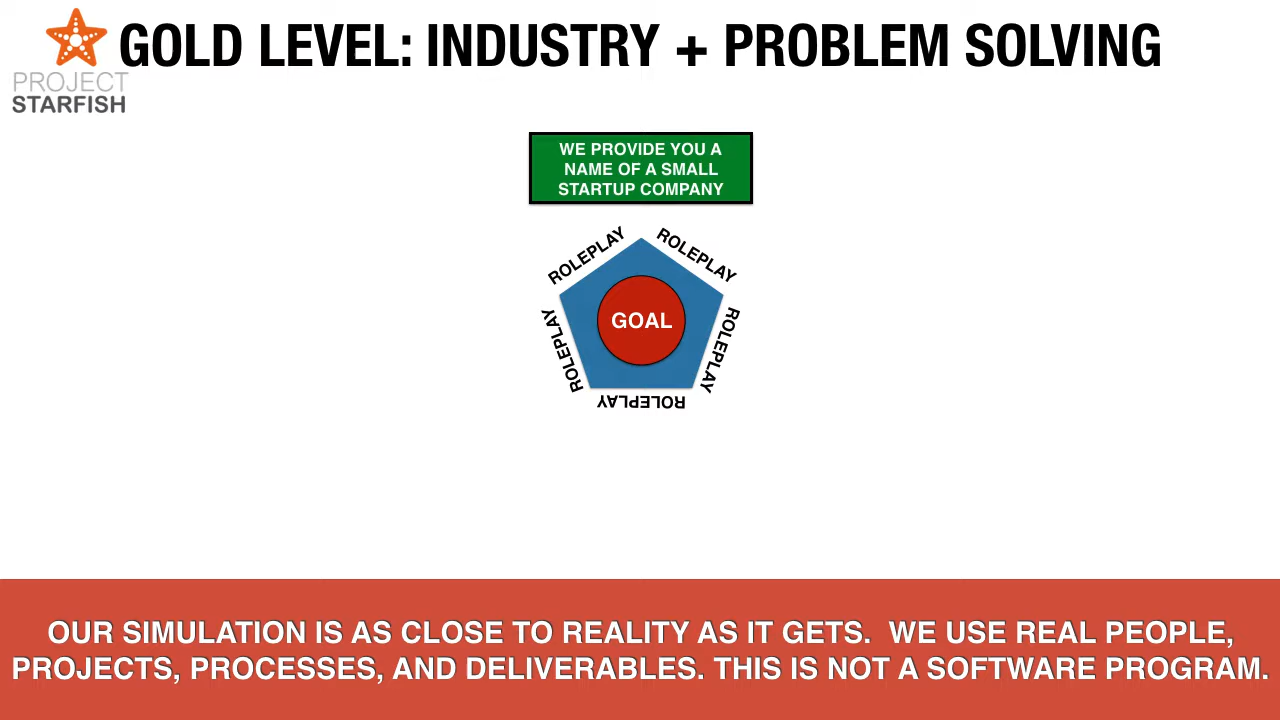 GOLD LEVEL: INDUSTRY + PROBLEM SOLVING
PROJECT
STARFISH
WE PROVIDE YOU A
NAME OF A SMALL
STARTUP COMPANY
ROLEPLAY
ROLEPLAY
GOAL
ROLEPLAY
ROLEPLAY
ROLEPLAY
OUR SIMULATION IS AS CLOSE TO REALITY AS IT GETS. WE USE REAL PEOPLE,
PROJECTS, PROCESSES, AND DELIVERABLES. THIS IS NOT A SOFTWARE PROGRAM.